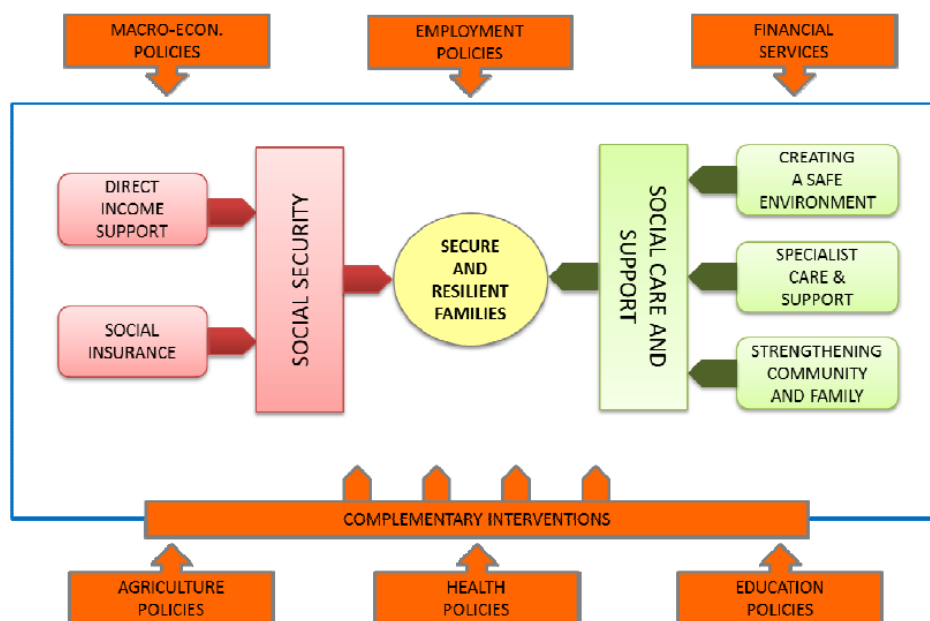 MACRO-ECON.
POLICIES
EMPLOYMENT
POLICIES
FINANCIAL
SERVICES
DIRECT
INCOME
SUPPORT
SOCIAL
INSURANCE
SOCIAL SECURITY
SECURE
AND
RESILIENT
FAMILIES
SOCIAL CARE AND
SUPPORT
CREATING
A SAFE
ENVIRONMENT
SPECIALIST
CARE &
SUPPORT
STRENGTHENING
COMMUNITY
AND FAMILY
COMPLEMENTARY INTERVENTIONS
AGRICULTURE
POLICIES
HEALTH
POLICIES
EDUCATION
POLICIES